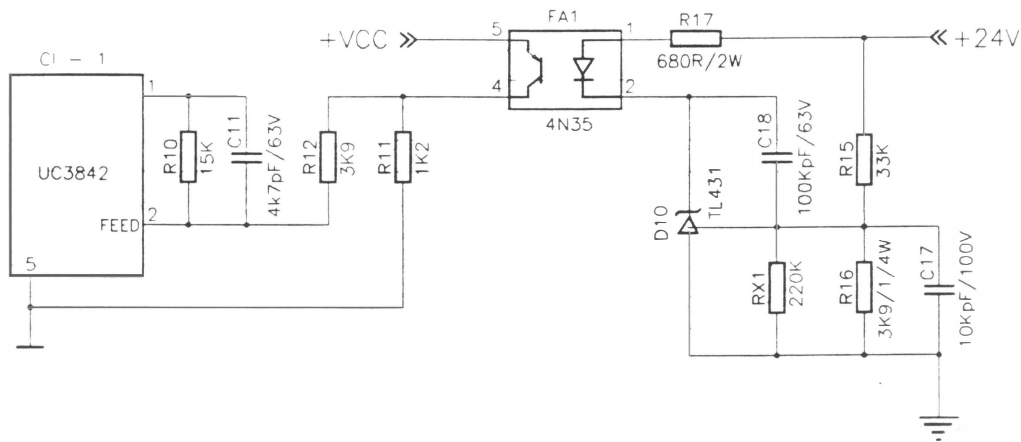 FA1
+VCC
5
1
R17
+24V
680R/2W
4
2
4N35
CI - 1
1
UC3842
FEED
2
5
R10
15K
C11
4k7pF/63V
R12
3K9
R11
1K2
C18
100KpF/63V
R15
33K
D10
TL431
RX1
220K
R16
3K9/1/4W
C17
10KpF/100V